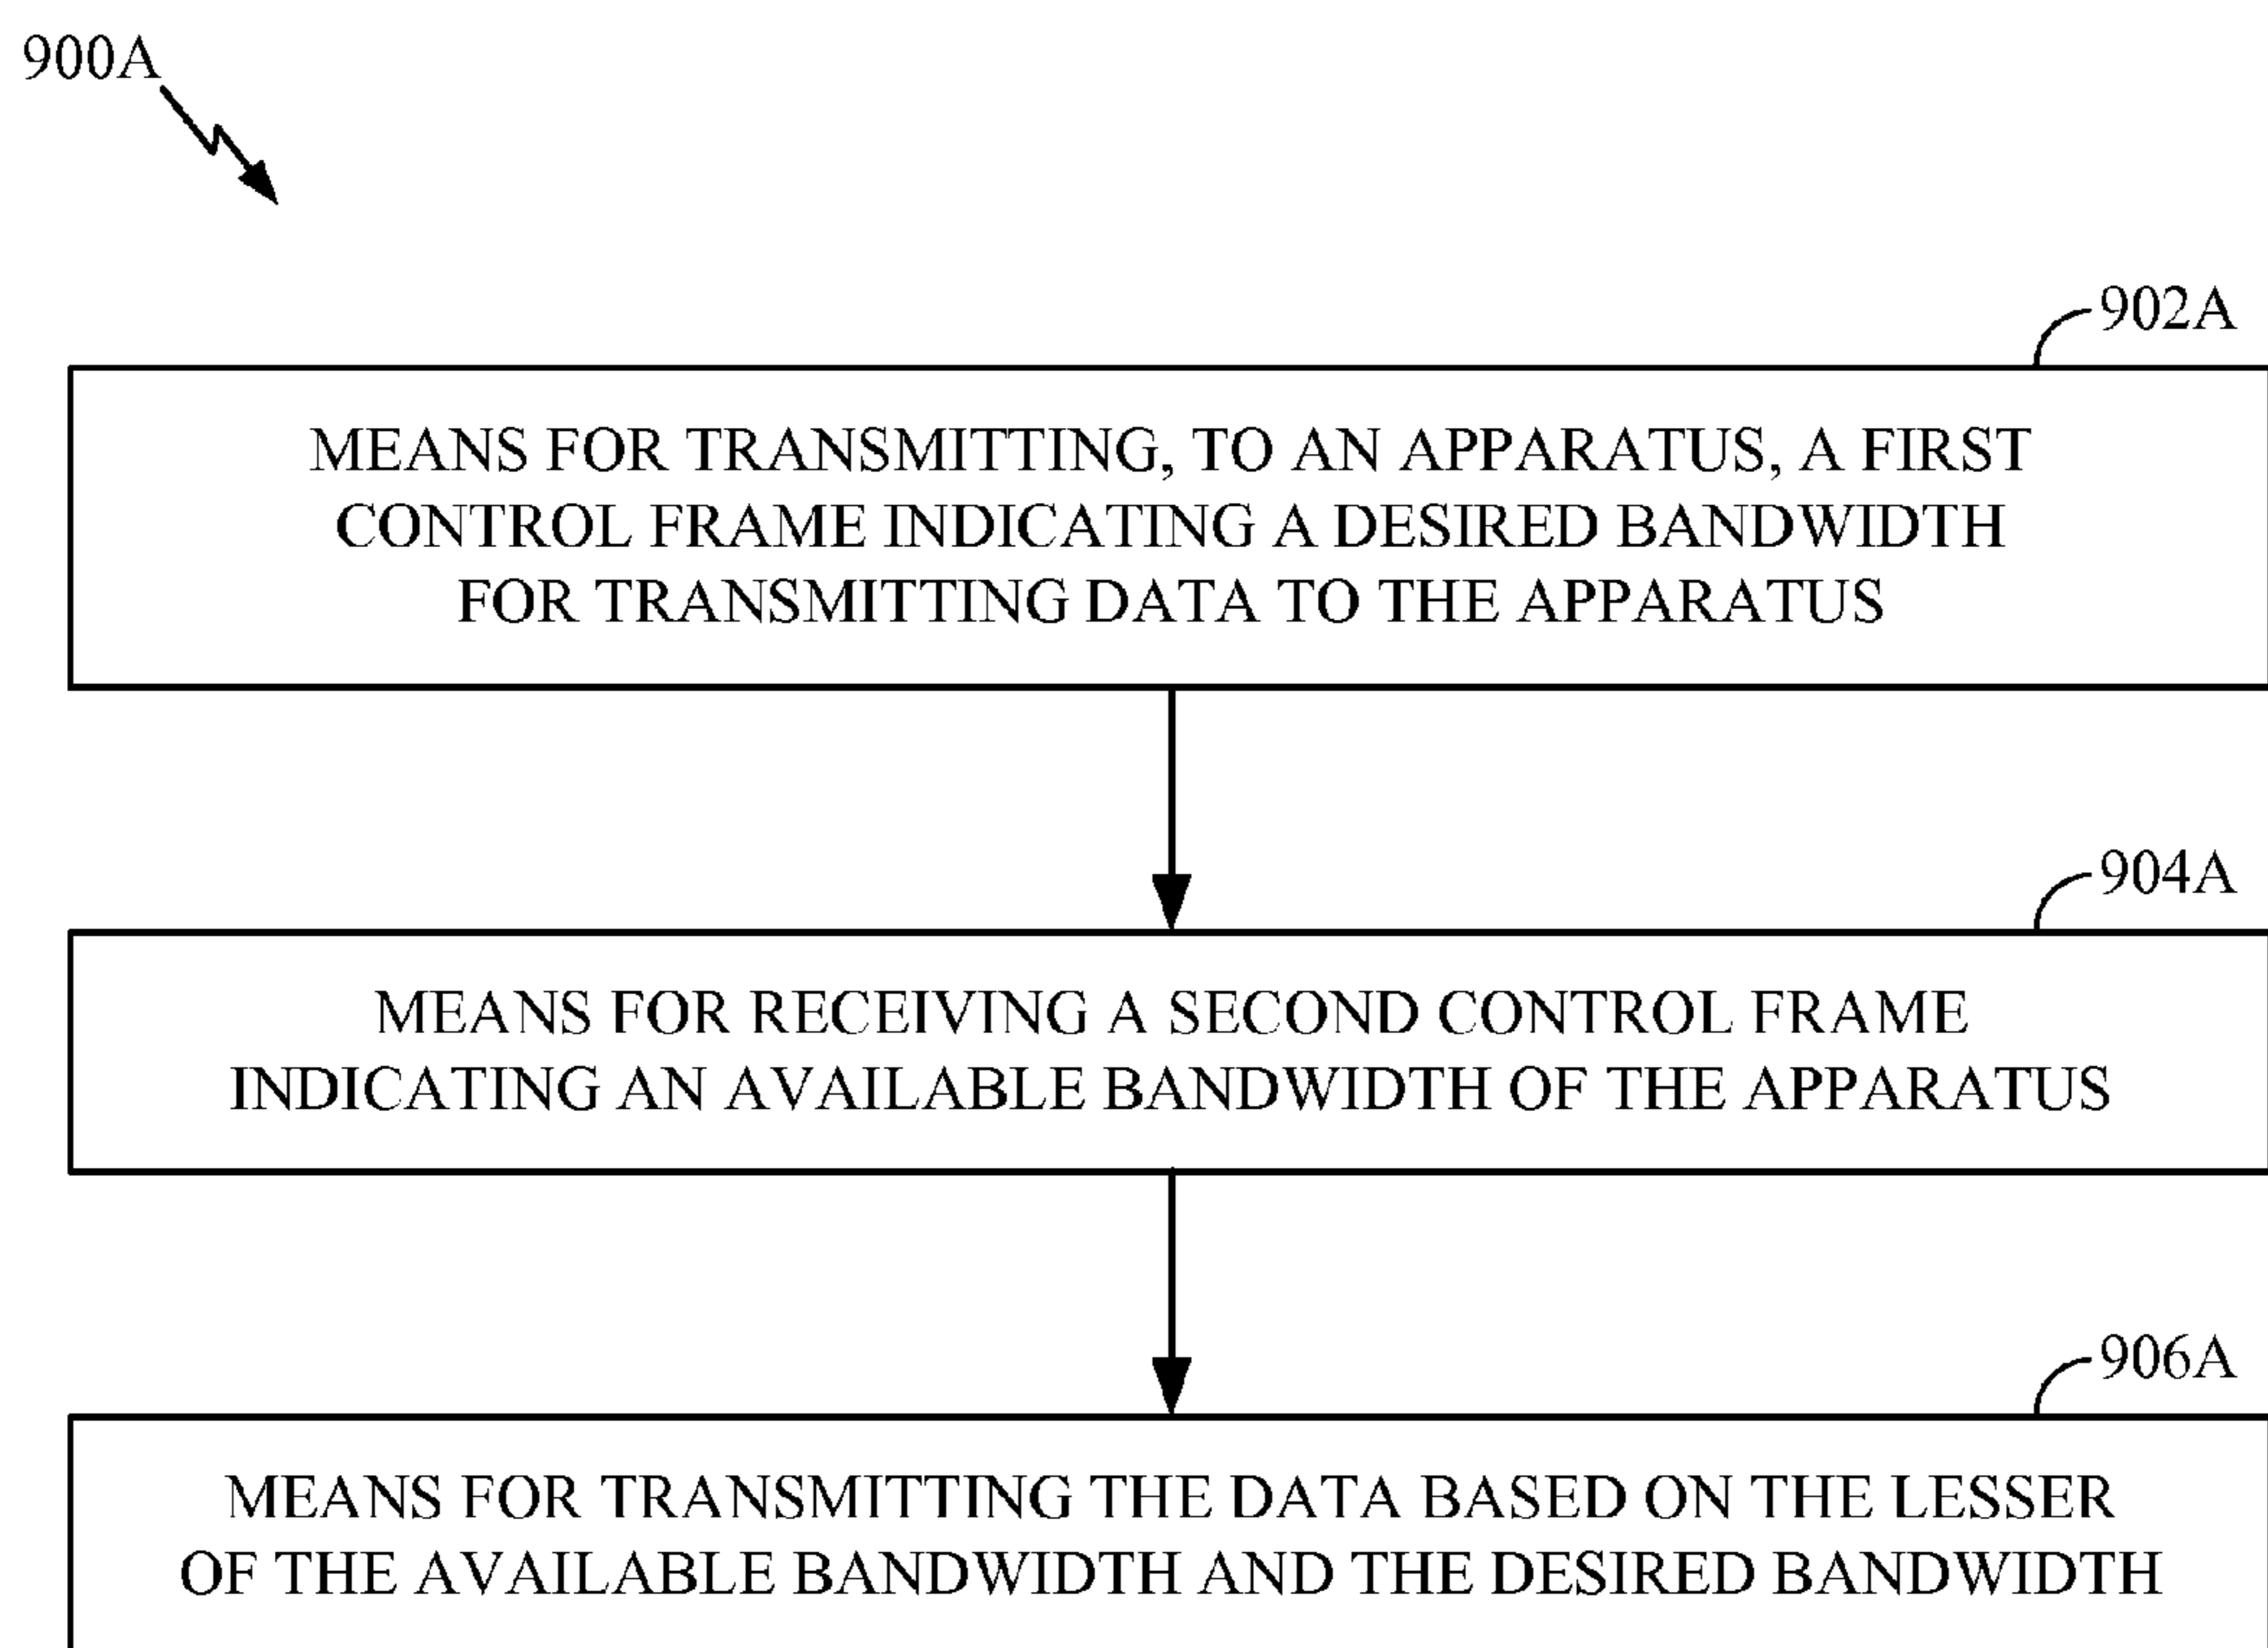 900A
902A
MEANS FOR TRANSMITTING, TO AN APPARATUS, A FIRST
CONTROL FRAME INDICATING A DESIRED BANDWIDTH
FOR TRANSMITTING DATA TO THE APPARATUS
904A
MEANS FOR RECEIVING A SECOND CONTROL FRAME
INDICATING AN AVAILABLE BANDWIDTH OF THE APPARATUS
906A
MEANS FOR TRANSMITTING THE DATA BASED ON THE LESSER
OF THE AVAILABLE BANDWIDTH AND THE DESIRED BANDWIDTH